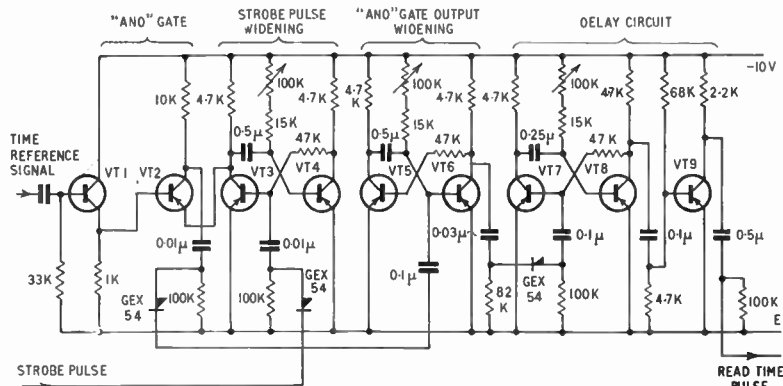 "ANO" GATE
STROBE PULSE
WIDENING
"ANO" GATE OUTPUT
WIOENING
OELAY CIRCUIT
-10V
100K
100K
100K
10K
4·7K
4·7K
4·7
K
4·7K
4·7K
47K
68K
2·2K
15K
15K
15K
0·5μ
47K
0·5μ
47K
0·25μ
47K
TIME
REFERENCE
SIGNAL
VT1
VT2
VT3
VT4
VT5
VT6
VT7
VT8
VT9
0·01μ
0·01μ
0·03μ
0·1μ
0·1μ
0·5μ
0·1μ
33K
1K
GEX
54
100K
100K
GEX
54
82
K
GEX
54
100K
4·7K
100K
E
STROBE PULSE
READ TIME
PULSE